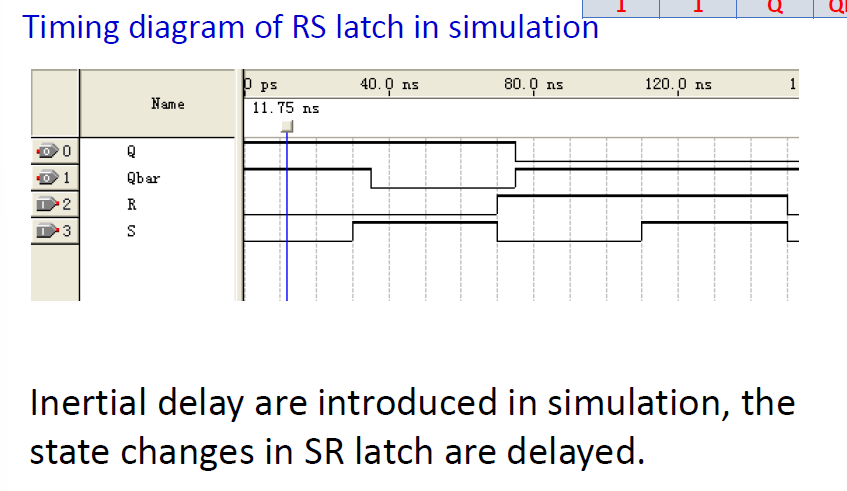 I I Q Q
Timing diagram of RS latch in simulation
0 ps 40.0 ns 80.0 ns 120.0 ns 1
Name
11.75 ns
0 Q
1 Qbar
2 R
3 S
Inertial delay are introduced in simulation, the
state changes in SR latch are delayed.